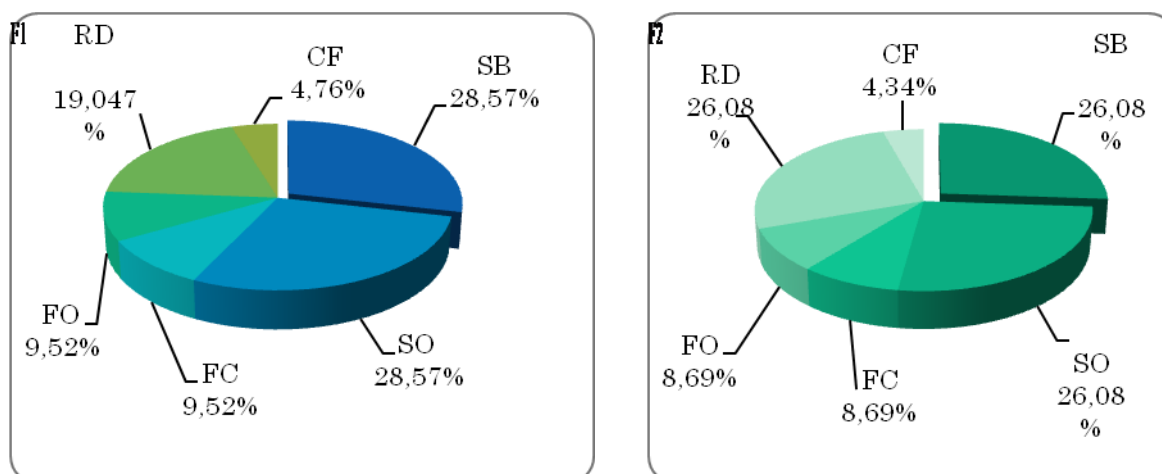 F1
RD
19,047
%
CF
4,76%
SB
28,57%
FO
9,52%
FC
9,52%
SO
28,57%
F2
RD
26,08
%
CF
4,34%
SB
26,08
%
FO
8,69%
FC
8,69%
SO
26,08
%